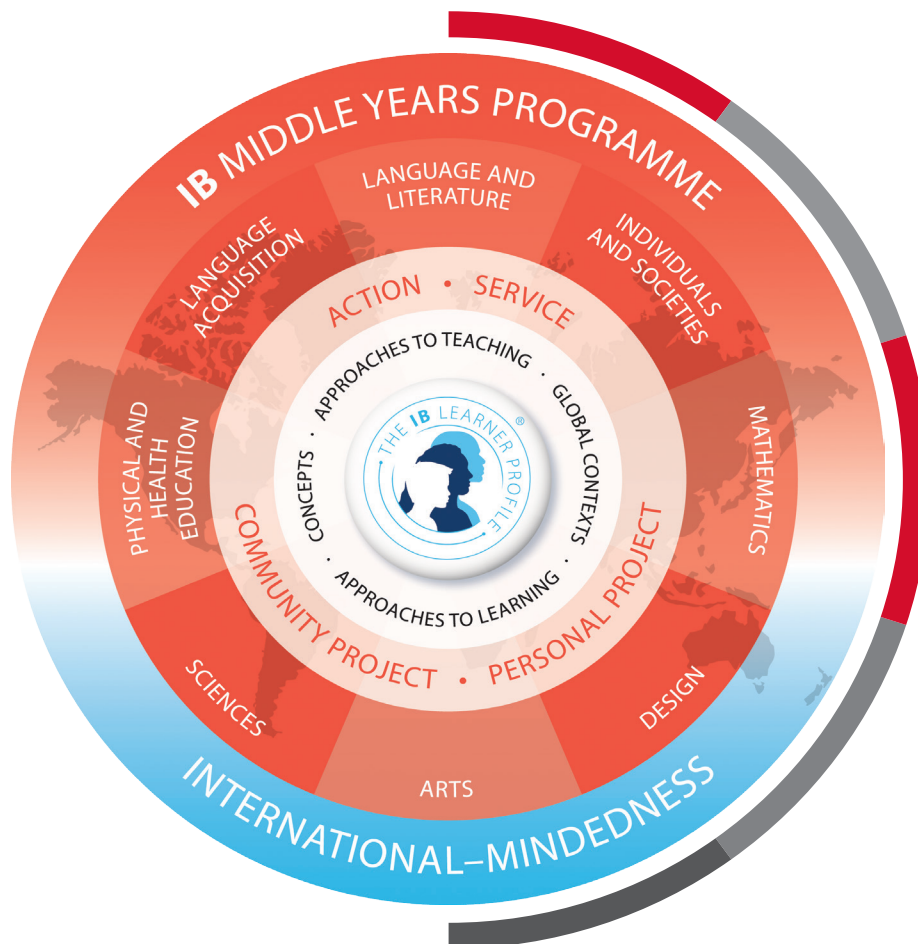 IB MIDDLE YEARS PROGRAMME
LANGUAGE AND
LITERATURE
LANGUAGE
ACQUISITION
INDIVIDUALS
AND SOCIETIES
PHYSICAL AND
HEALTH
EDUCATION
MATHEMATICS
SCIENCES
ARTS
DESIGN
ACTION • SERVICE
COMMUNITY PROJECT • PERSONAL PROJECT
APPROACHES TO TEACHING •
GLOBAL CONTEXTS •
APPROACHES TO LEARNING •
CONCEPTS •
THE IB LEARNER PROFILE ®
INTERNATIONAL–MINDEDNESS